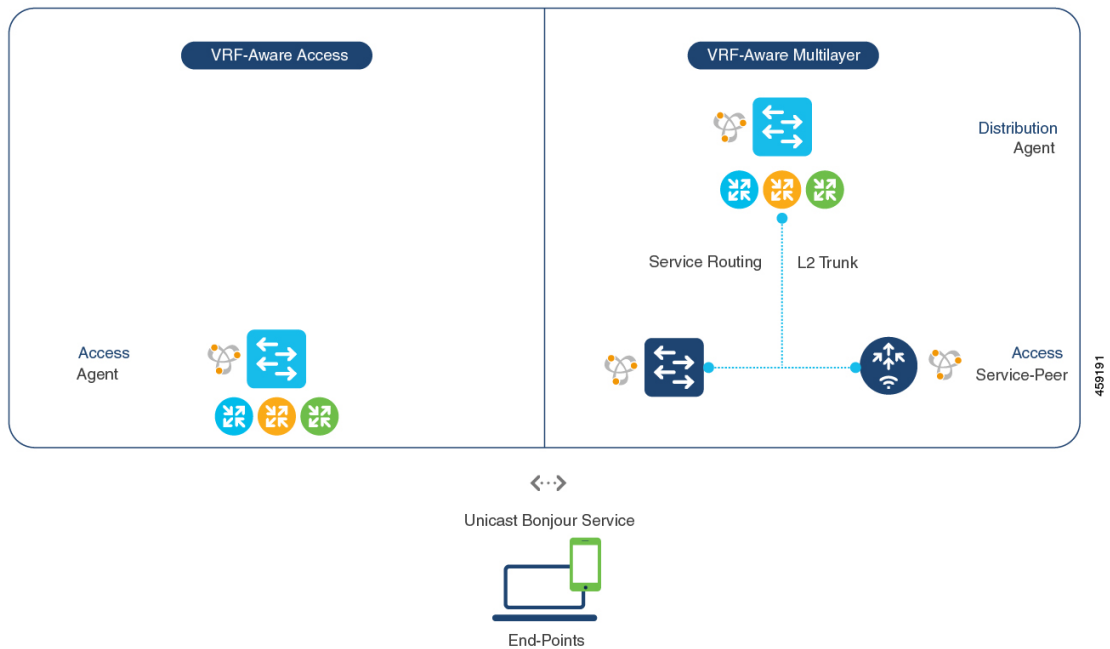 VRF-Aware Access
VRF-Aware Multilayer
Distribution
Agent
Service Routing
L2 Trunk
Access
Agent
Access
Service-Peer
459191
Unicast Bonjour Service
End-Points